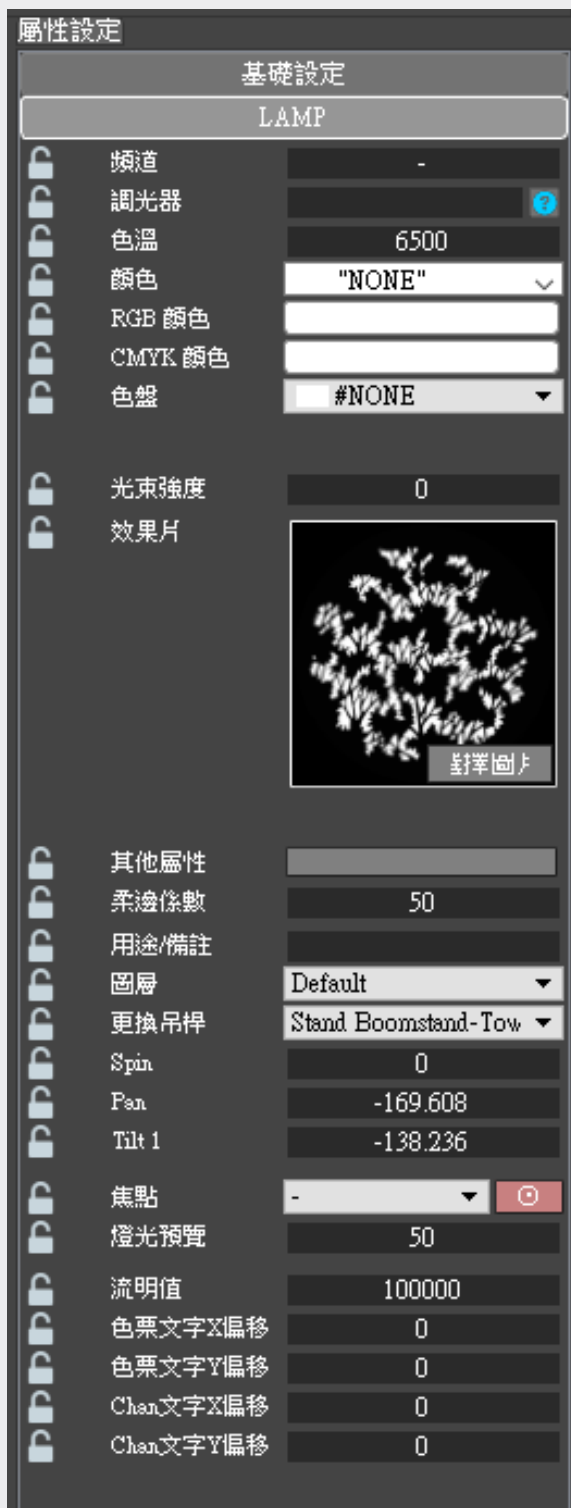 屬性設定
基礎設定
LAMP
頻道 -
調光器 ?
色溫 6500
顏色 "NONE"
RGB 顏色
CMYK 顏色
色盤 #NONE
光束強度 0
效果片
選擇圖片
其他屬性
柔邊係數 50
用途/備註
圖層 Default
更換吊桿 Stand Boomstand-Tow
Spin 0
Pan -169.608
Tilt 1 -138.236
焦點 -
燈光預覽 50
流明值 100000
色票文字X偏移 0
色票文字Y偏移 0
Chan文字X偏移 0
Chan文字Y偏移 0